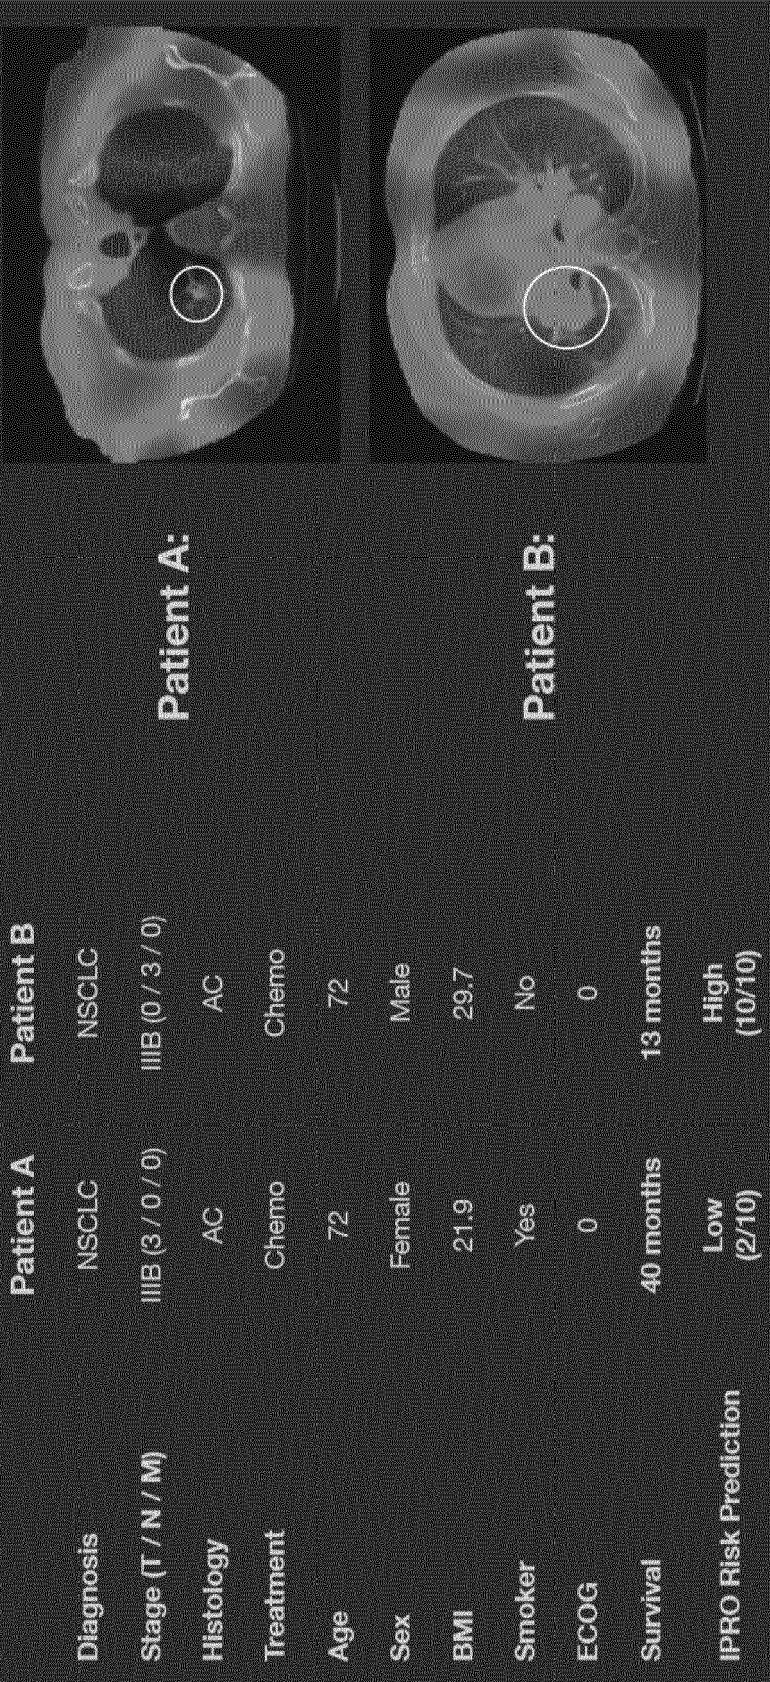 Patient A Patient B
Diagnosis NSCLC NSCLC
Stage (T / N / M) IIIB (3 / 0 / 0) IIIB (0 / 3 / 0)
Histology AC AC
Treatment Chemo Chemo
Age 72 72
Sex Female Male
BMI 21.9 29.7
Smoker Yes No
ECOG 0 0
Survival 40 months 13 months
IPRO Risk Prediction Low (2/10) High (10/10)
Patient A:
Patient B: